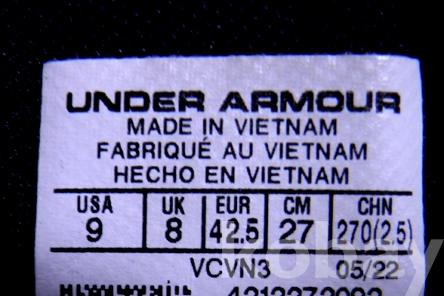 UNDER ARMOUR
MADE IN VIETNAM
FABRIQUÉ AU VIETNAM
HECHO EN VIETNAM
USA UK EUR CM CHN
9 8 42.5 27 270(2.5)
VCVN3 05/22